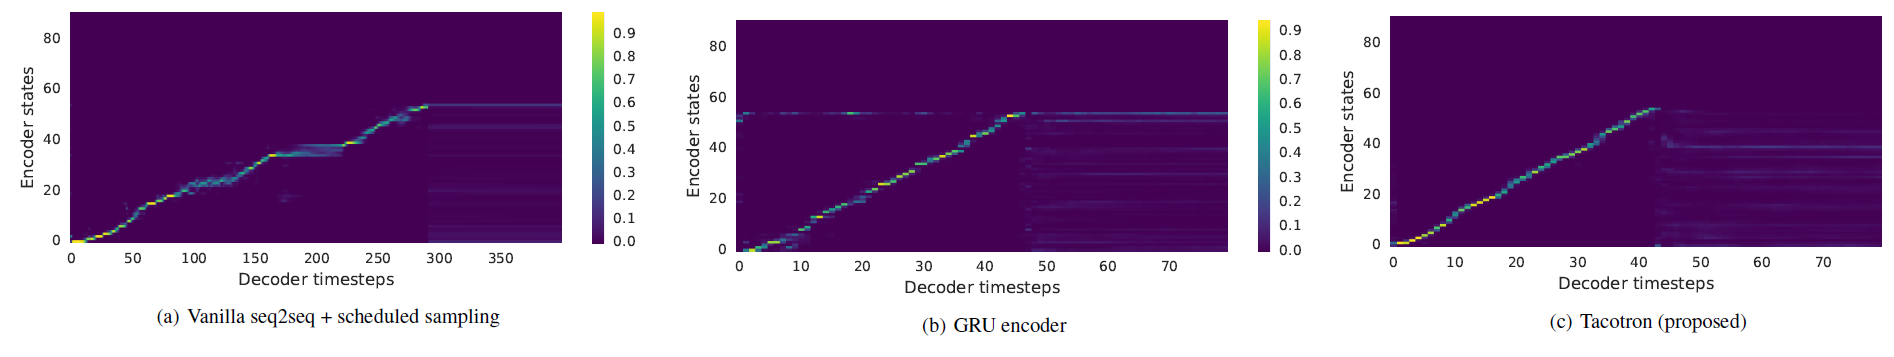 80
60
40
20
0
Encoder states
0 50 100 150 200 250 300 350
Decoder timesteps
0.9
0.8
0.7
0.6
0.5
0.4
0.3
0.2
0.1
0.0
(a) Vanilla seq2seq + scheduled sampling
80
60
40
20
0
Encoder states
0 10 20 30 40 50 60 70
Decoder timesteps
0.9
0.8
0.7
0.6
0.5
0.4
0.3
0.2
0.1
0.0
(b) GRU encoder
80
60
40
20
0
Encoder states
0 10 20 30 40 50 60 70
Decoder timesteps
(c) Tacotron (proposed)